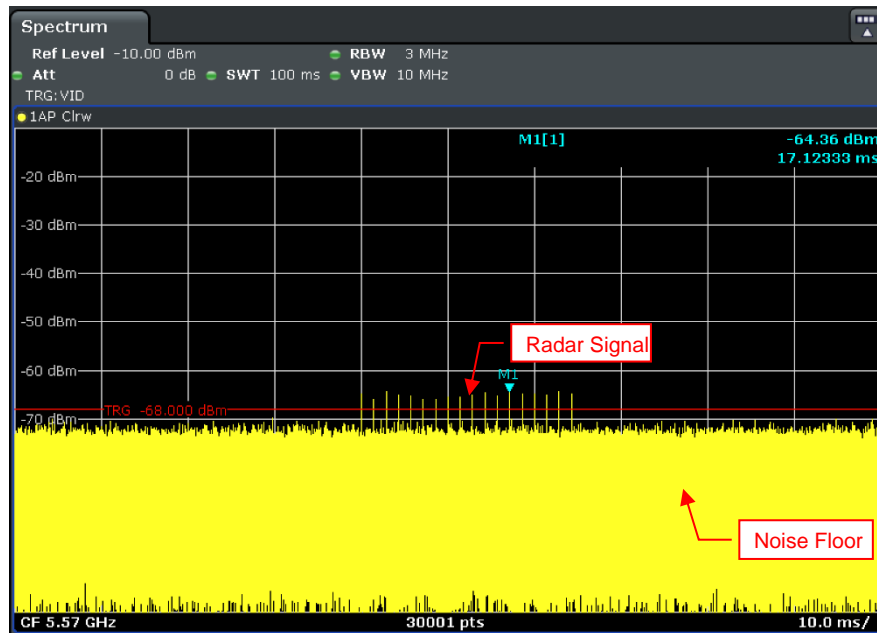 Spectrum
Ref Level -10.00 dBm RBW 3 MHz
Att 0 dB SWT 100 ms VBW 10 MHz
TRG:VID
1AP Clrw
M1[1] -64.36 dBm
17.12333 ms
-20 dBm
-30 dBm
-40 dBm
-50 dBm
Radar Signal
-60 dBm
M1
TRG -68.000 dBm
-70 dBm
Noise Floor
CF 5.57 GHz 30001 pts 10.0 ms/